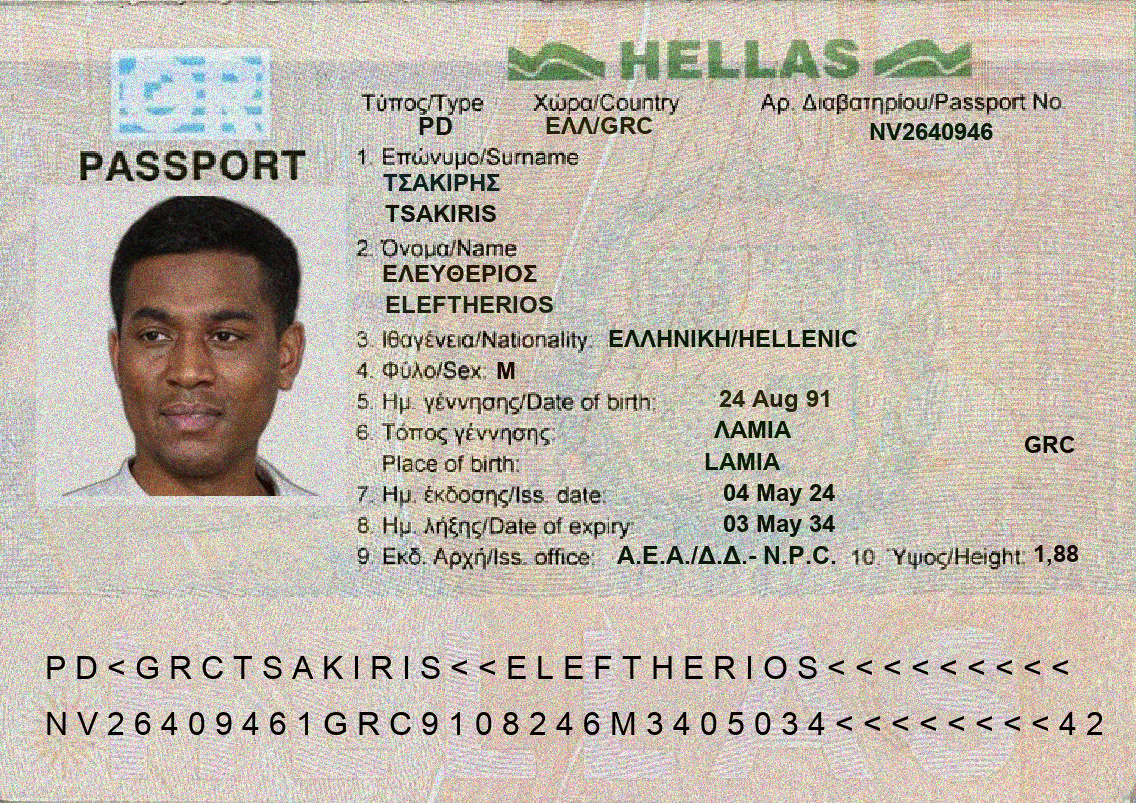 HELLAS
Τύπος/Type Χώρα/Country Αρ. Διαβατηρίου/Passport No.
PD ΕΛΛ/GRC NV2640946
PASSPORT
1. Επώνυμο/Surname
ΤΣΑΚΙΡΗΣ
TSAKIRIS
2. Όνομα/Name
ΕΛΕΥΘΕΡΙΟΣ
ELEFTHERIOS
3. Ιθαγένεια/Nationality: ΕΛΛΗΝΙΚΗ/HELLENIC
4. Φύλο/Sex: M
5. Ημ. γέννησης/Date of birth: 24 Aug 91
6. Τόπος γέννησης: ΛΑΜΙΑ
Place of birth: LAMIA GRC
7. Ημ. έκδοσης/Iss. date: 04 May 24
8. Ημ. λήξης/Date of expiry: 03 May 34
9. Εκδ. Αρχή/Iss. office: Α.Ε.Α./Δ.Δ.- N.P.C. 10. Ύψος/Height: 1,88
PD<GRCTSAKIRIS<<ELEFTHERIOS<<<<<<<<<
NV26409461GRC9108246M3405034<<<<<<<<42